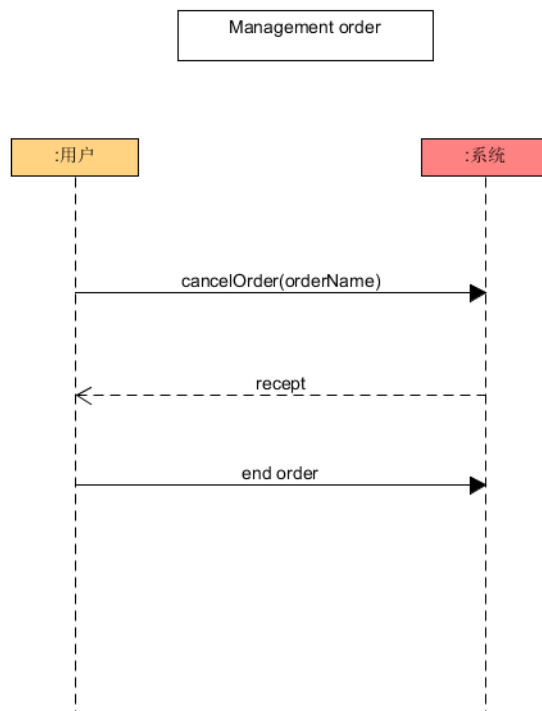 Management order
:用户
:系统
cancelOrder(orderName)
recept
end order